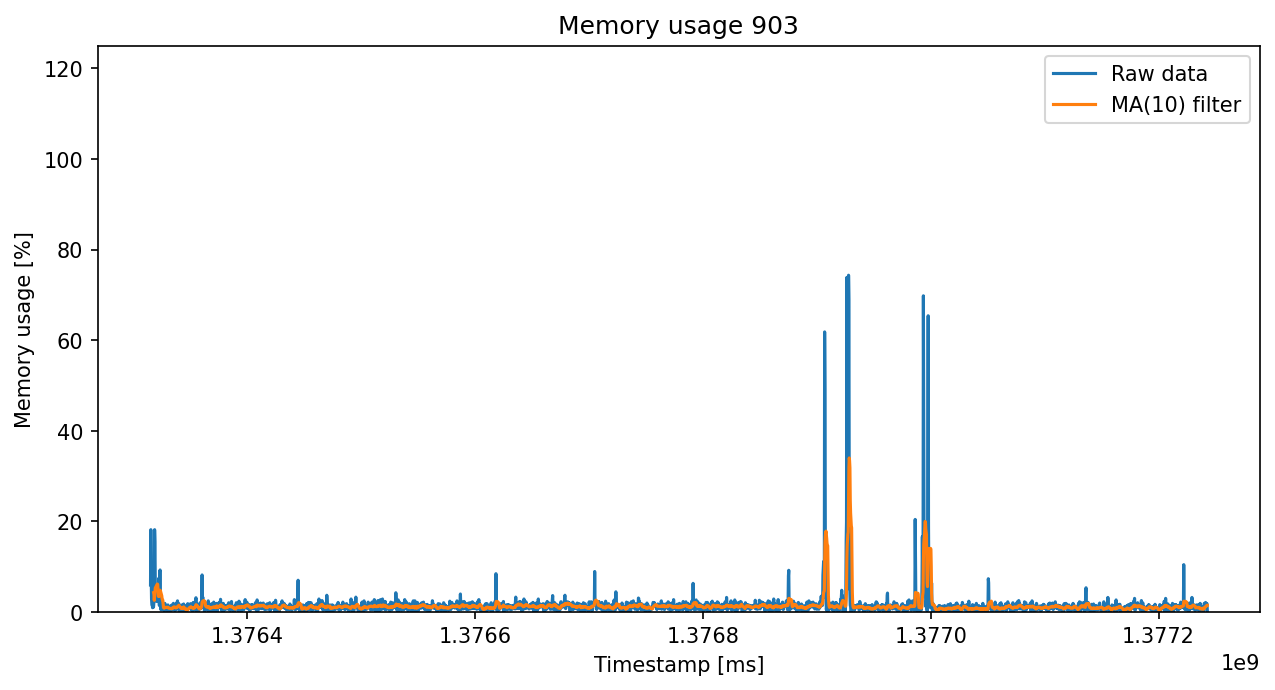 Memory usage 903
Raw data
MA(10) filter
Memory usage [%]
120
100
80
60
40
20
0
1.3764
1.3766
1.3768
1.3770
1.3772
Timestamp [ms]
1e9